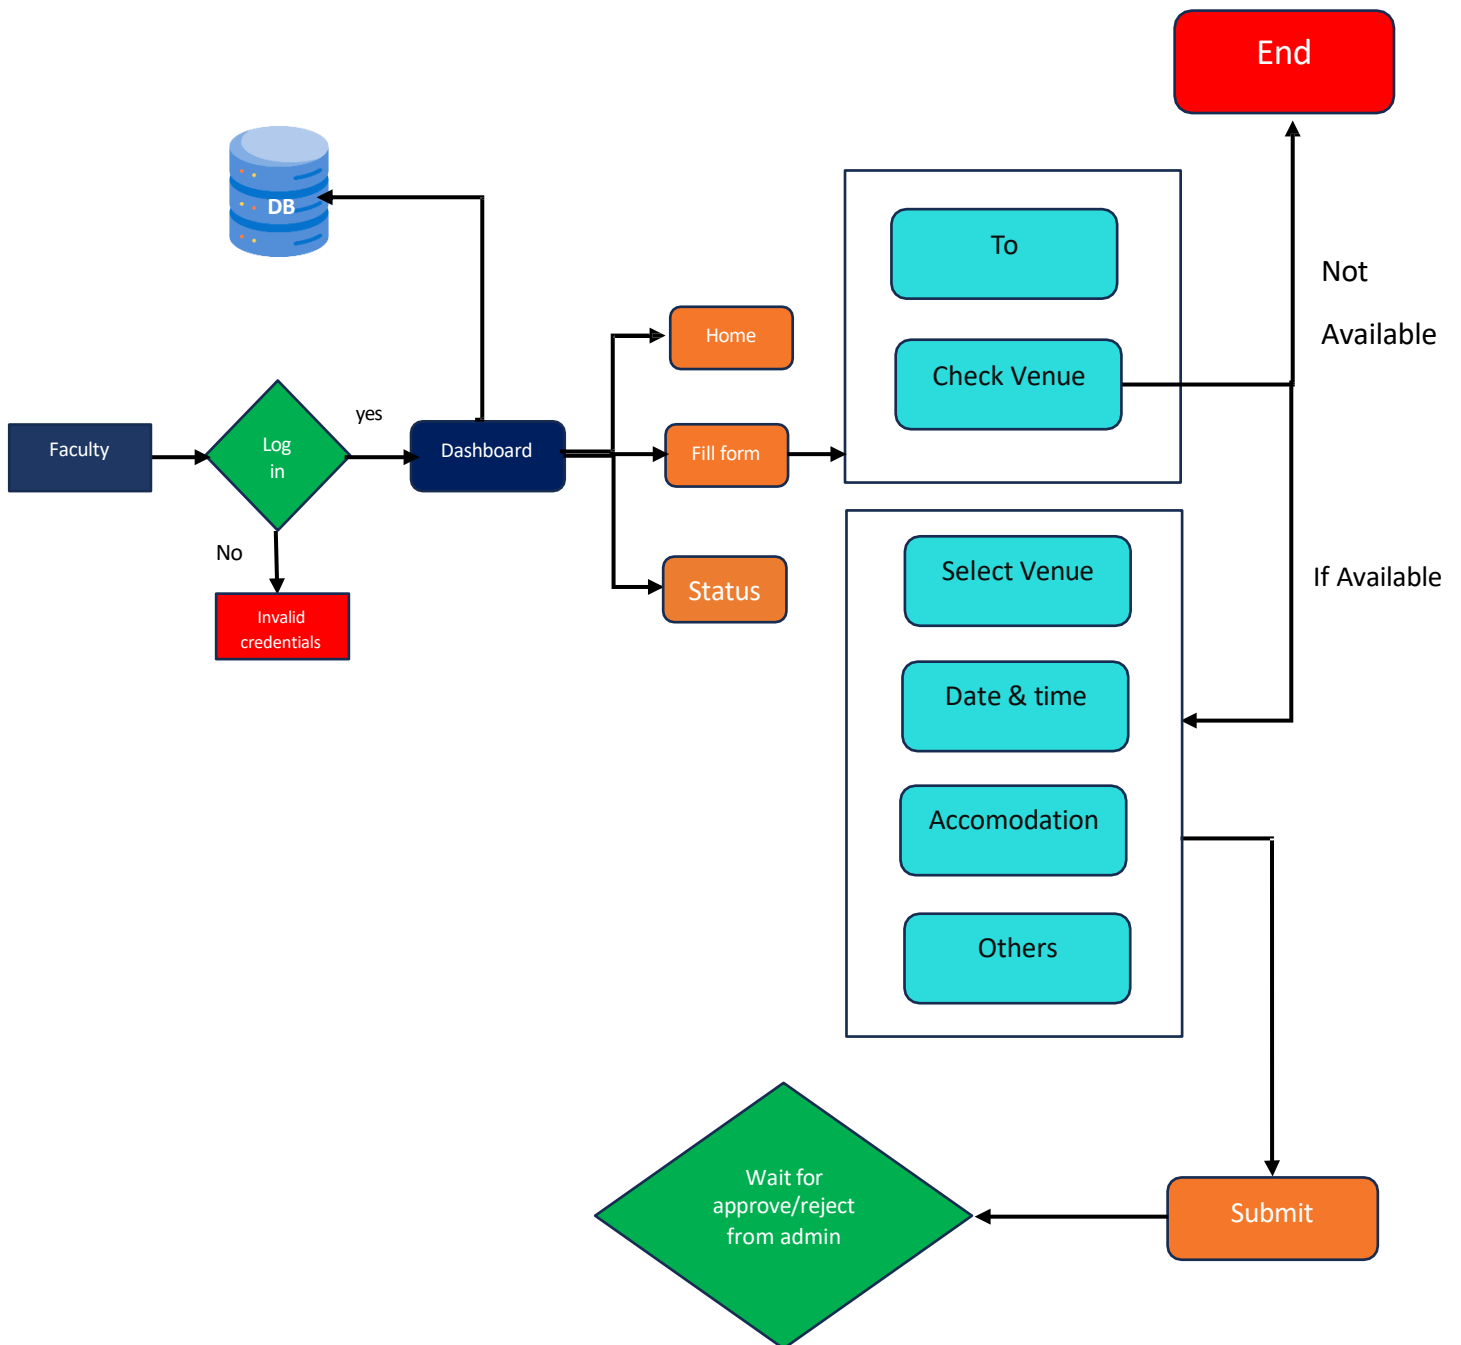 End
DB
To
Not
Available
Home
Check Venue
yes
Faculty
Log
in
Dashboard
Fill form
No
Select Venue
If Available
Status
Invalid
credentials
Date & time
Accomodation
Others
Wait for
approve/reject
from admin
Submit